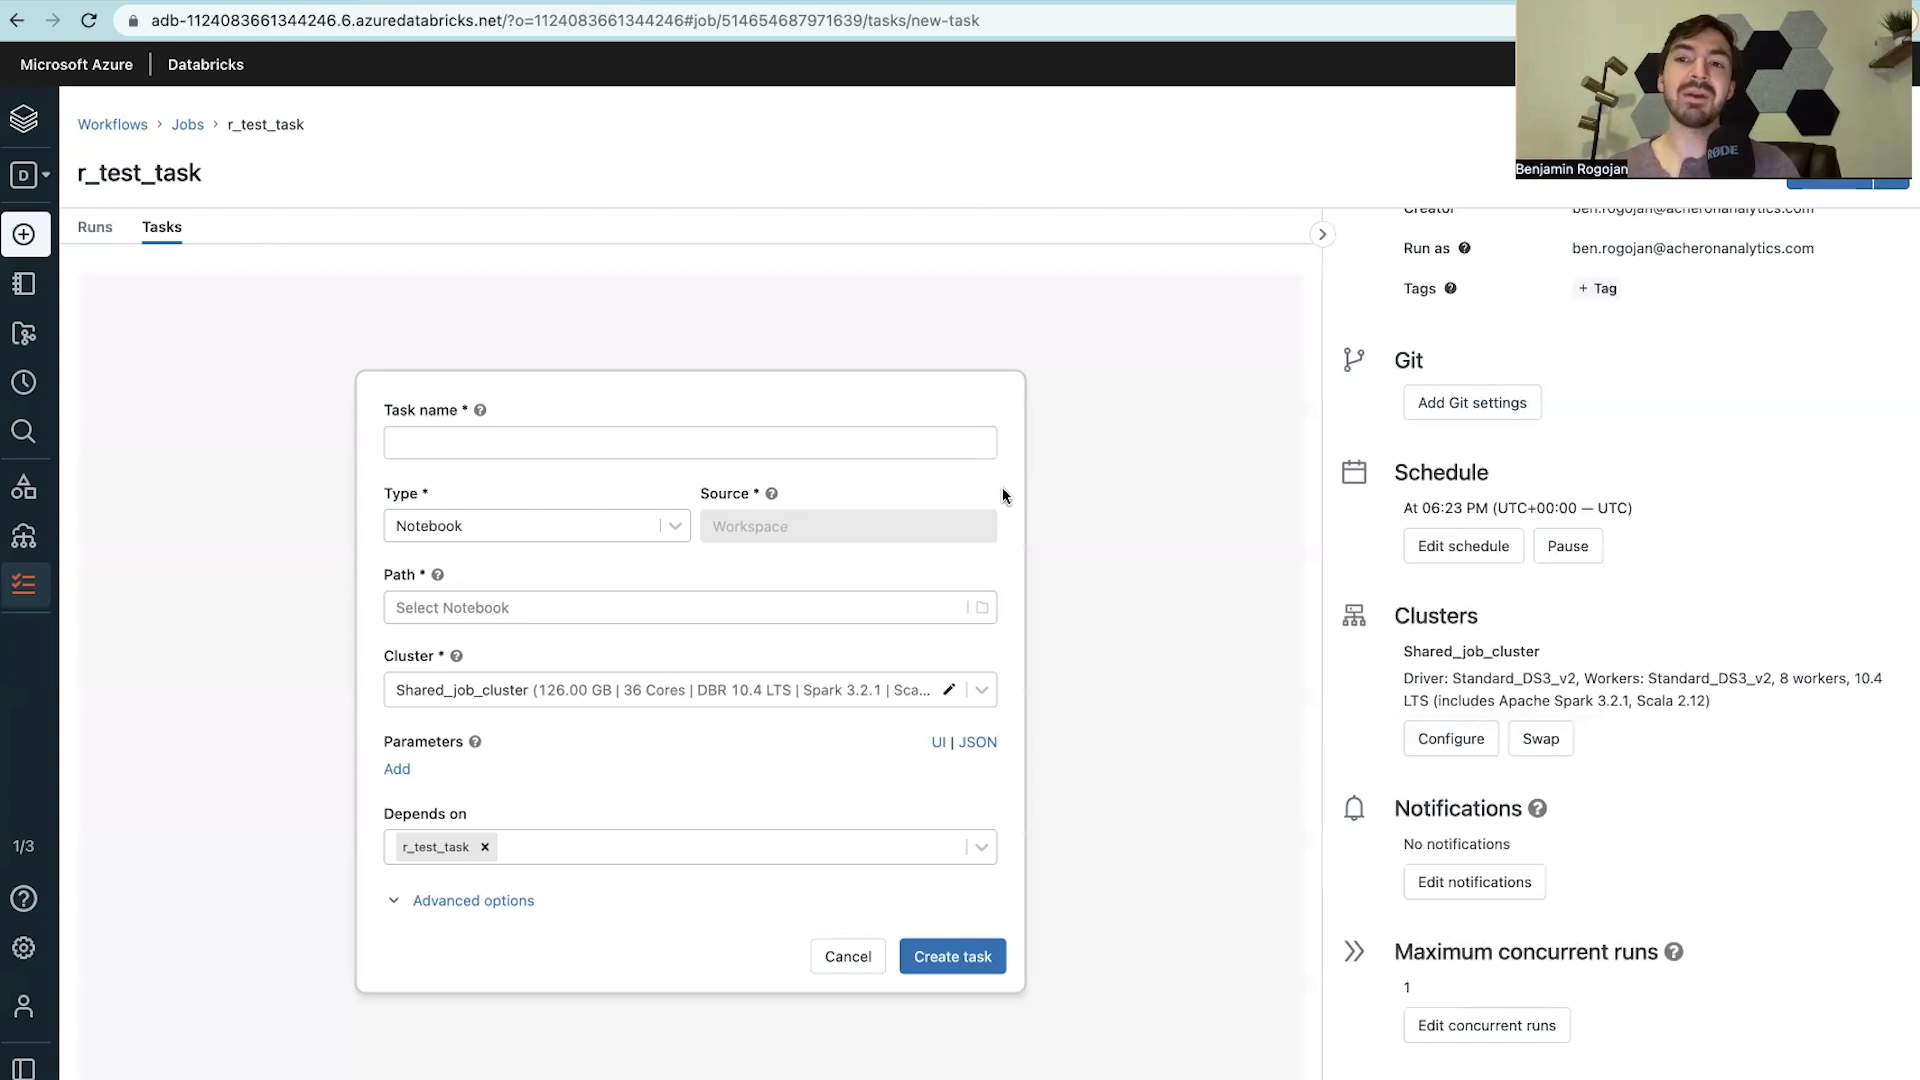 adb-1124083661344246.6.azuredatabricks.net/?o=1124083661344246#job/514654687971639/tasks/new-task
Microsoft Azure
Databricks
RØDE
Benjamin Rogojan
D
Workflows > Jobs > r_test_task
r_test_task
Runs
Tasks
Creator
ben.rogojan@acheronanalytics.com
Run as
ben.rogojan@acheronanalytics.com
Tags
+ Tag
Git
Add Git settings
Schedule
At 06:23 PM (UTC+00:00 — UTC)
Edit schedule
Pause
Clusters
Shared_job_cluster
Driver: Standard_DS3_v2, Workers: Standard_DS3_v2, 8 workers, 10.4
LTS (includes Apache Spark 3.2.1, Scala 2.12)
Configure
Swap
Notifications
No notifications
Edit notifications
Maximum concurrent runs
1
Edit concurrent runs
Task name *
Type *
Source *
Notebook
Workspace
Path *
Select Notebook
Cluster *
Shared_job_cluster (126.00 GB | 36 Cores | DBR 10.4 LTS | Spark 3.2.1 | Sca...
Parameters
UI | JSON
Add
Depends on
r_test_task
Advanced options
Cancel
Create task
1/3